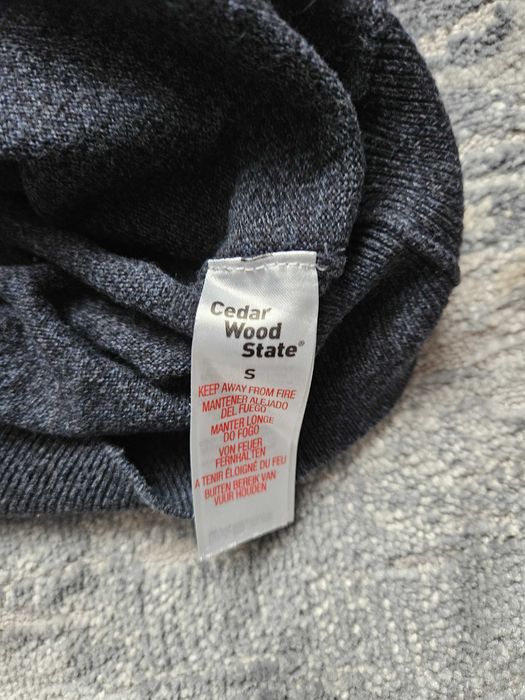 Cedar
Wood
State®
S
KEEP AWAY FROM FIRE
MANTENER ALEJADO
DEL FUEGO
MANTER LONGE
DO FOGO
VON FEUER
FERNHALTEN
A TENIR ÉLOIGNÉ DU FEU
BUITEN BEREIK VAN
VUUR HOUDEN